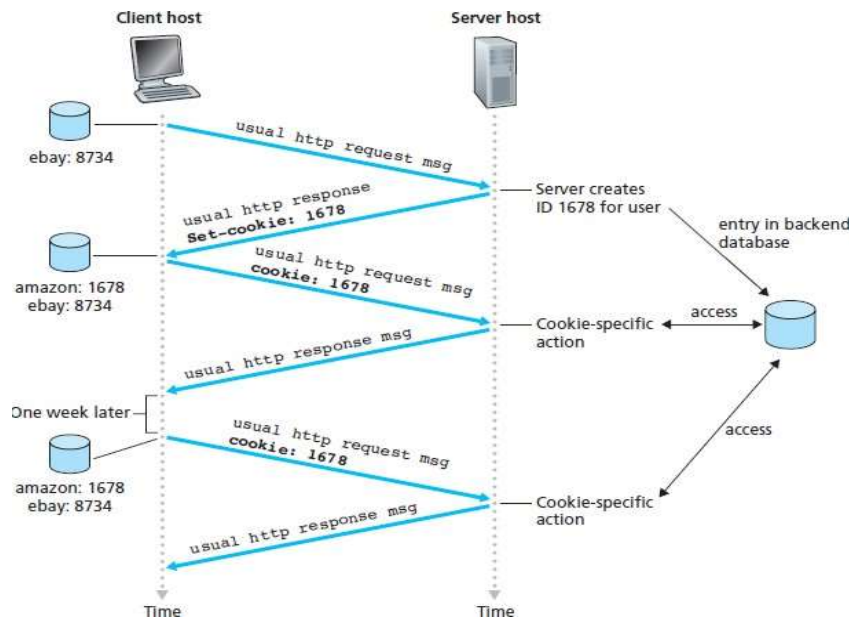 Client host
Server host
usual http request msg
ebay: 8734
Server creates
ID 1678 for user
usual http response
Set-cookie: 1678
entry in backend
database
usual http request msg
cookie: 1678
amazon: 1678
ebay: 8734
access
Cookie-specific
action
usual http response msg
One week later
usual http request msg
cookie: 1678
access
amazon: 1678
ebay: 8734
Cookie-specific
action
usual http response msg
Time
Time